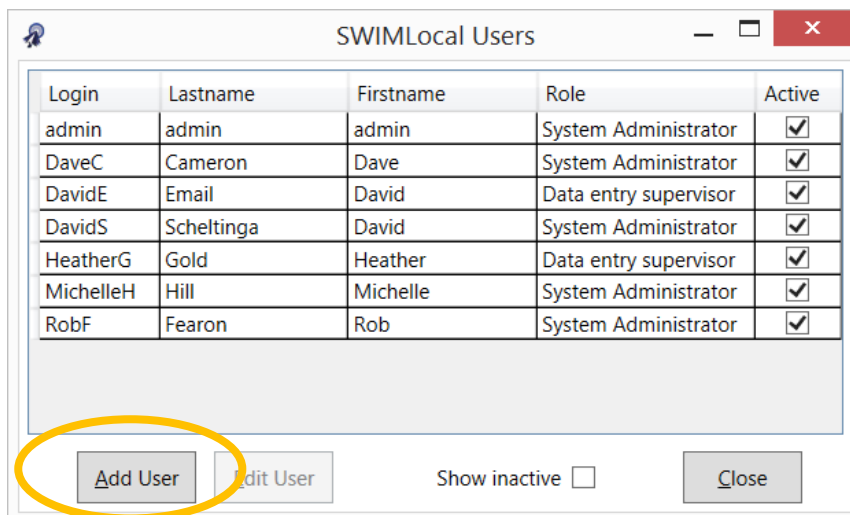 SWIMLocal Users
Login Lastname Firstname Role Active
admin admin admin System Administrator
DaveC Cameron Dave System Administrator
DavidE Email David Data entry supervisor
DavidS Scheltinga David System Administrator
HeatherG Gold Heather Data entry supervisor
MichelleH Hill Michelle System Administrator
RobF Fearon Rob System Administrator
Add User Edit User Show inactive Close